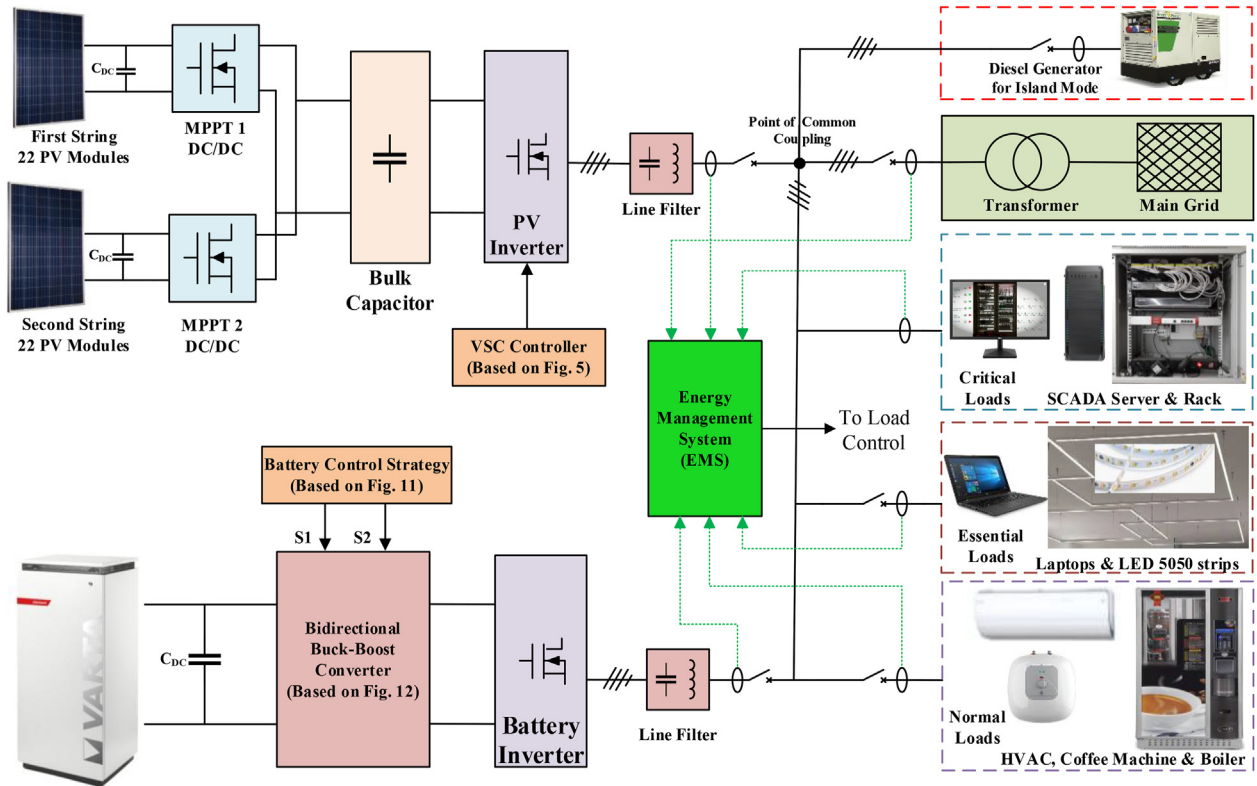 C_DC
First String
22 PV Modules
MPPT 1
DC/DC
C_DC
Second String
22 PV Modules
MPPT 2
DC/DC
Bulk
Capacitor
PV
Inverter
VSC Controller
(Based on Fig. 5)
Line Filter
Point of Common
Coupling
Diesel Generator
for Island Mode
Transformer
Main Grid
Critical
Loads
SCADA Server & Rack
Energy
Management
System
(EMS)
To Load
Control
Essential
Loads
Laptops & LED 5050 strips
Battery Control Strategy
(Based on Fig. 11)
S1
S2
VARTA
C_DC
Bidirectional
Buck-Boost
Converter
(Based on Fig. 12)
Battery
Inverter
Line Filter
Normal
Loads
HVAC, Coffee Machine & Boiler